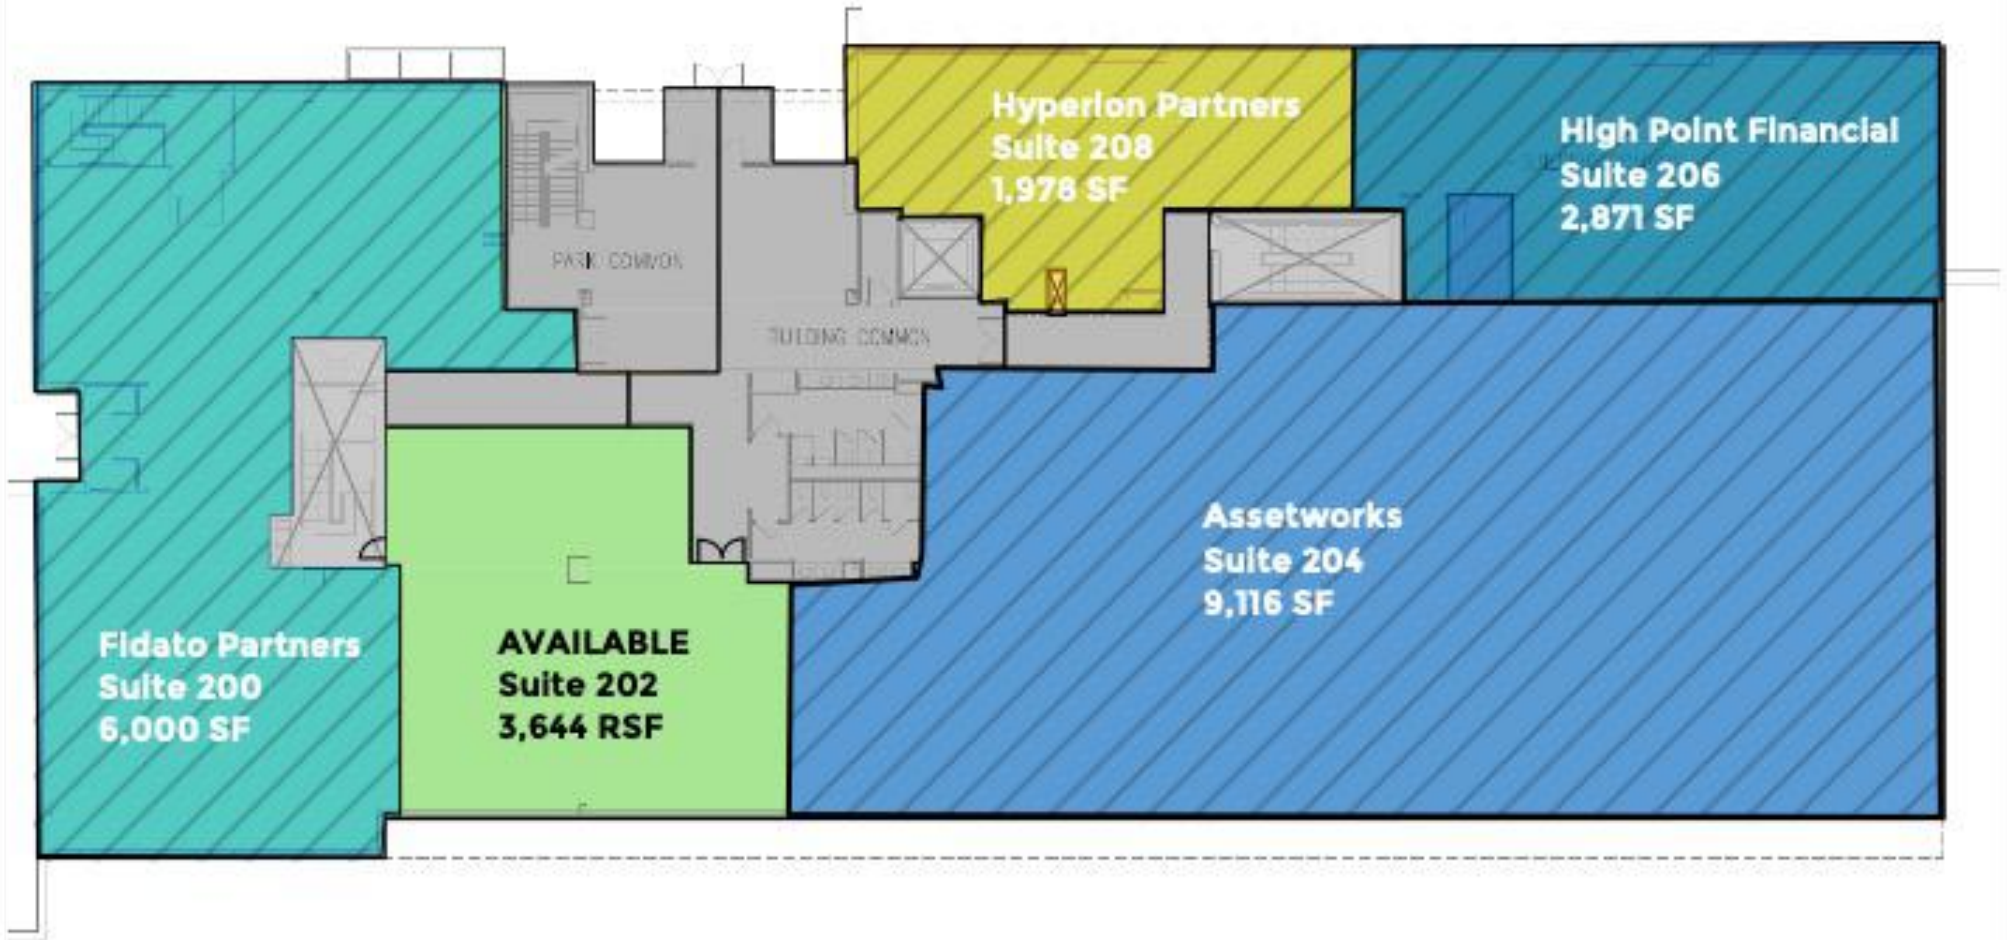 Hyperion Partners
Suite 208
1,978 SF
High Point Financial
Suite 206
2,871 SF
PARK COMMON
BUILDING COMMON
Assetworks
Suite 204
9,116 SF
Fidato Partners
Suite 200
6,000 SF
AVAILABLE
Suite 202
3,644 RSF